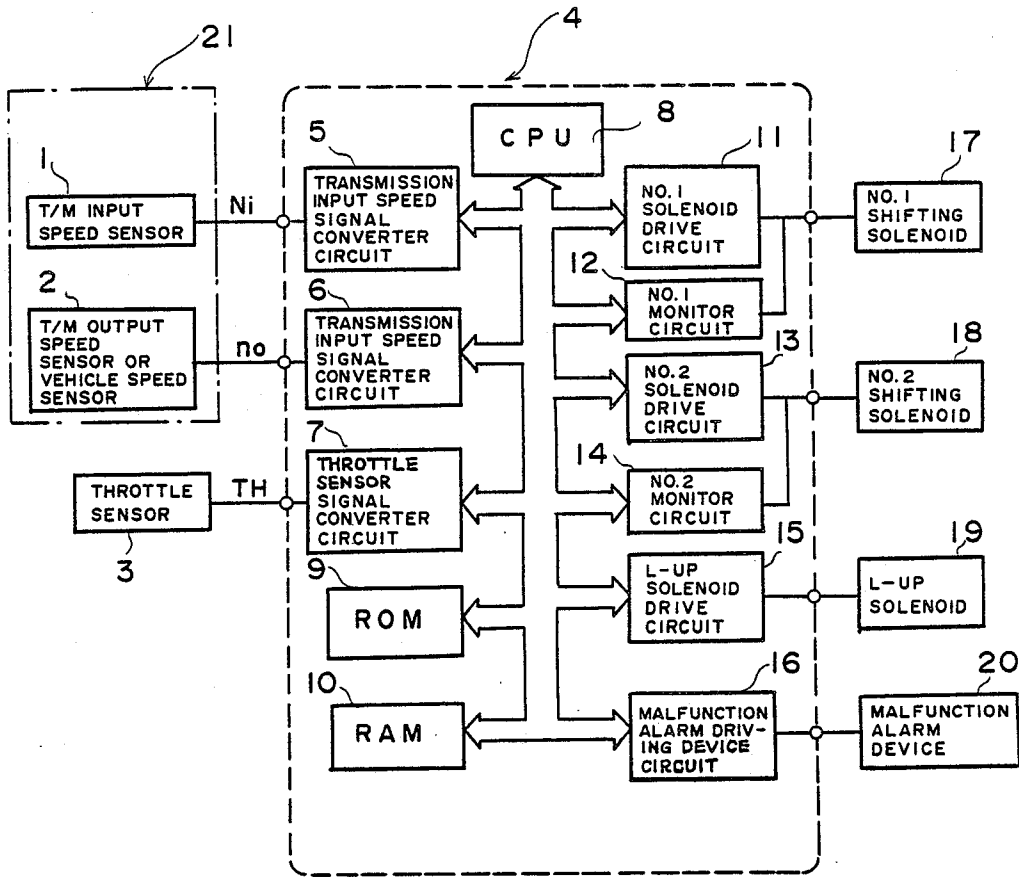 21
4
1
T/M INPUT
SPEED SENSOR
Ni
2
T/M OUTPUT
SPEED
SENSOR OR
VEHICLE SPEED
SENSOR
no
THROTTLE
SENSOR
3
TH
5
TRANSMISSION
INPUT SPEED
SIGNAL
CONVERTER
CIRCUIT
6
TRANSMISSION
INPUT SPEED
SIGNAL
CONVERTER
CIRCUIT
7
THROTTLE
SENSOR
SIGNAL
CONVERTER
CIRCUIT
9
ROM
10
RAM
CPU
8
11
NO.1
SOLENOID
DRIVE
CIRCUIT
12
NO.1
MONITOR
CIRCUIT
13
NO.2
SOLENOID
DRIVE
CIRCUIT
14
NO.2
MONITOR
CIRCUIT
15
L-UP
SOLENOID
DRIVE
CIRCUIT
16
MALFUNCTION
ALARM DRIV-
ING DEVICE
CIRCUIT
17
NO.1
SHIFTING
SOLENOID
18
NO.2
SHIFTING
SOLENOID
19
L-UP
SOLENOID
20
MALFUNCTION
ALARM
DEVICE